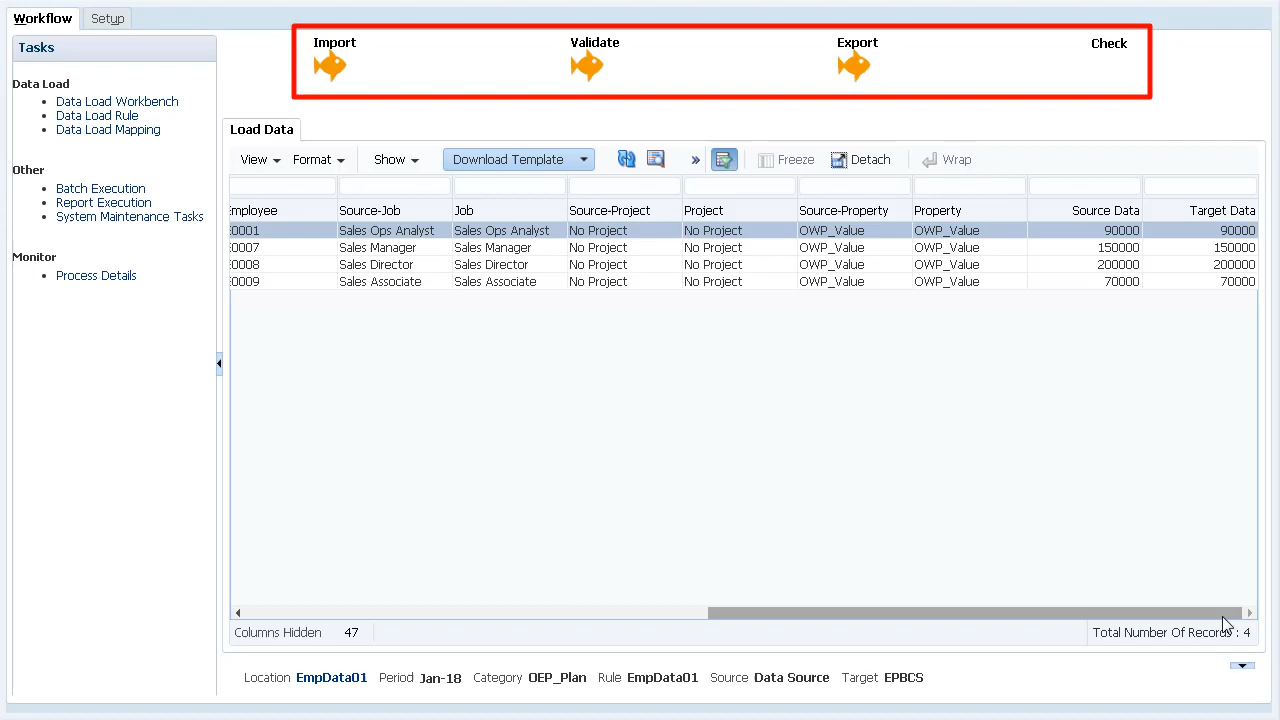 Workflow Setup
Tasks
Import Validate Export Check
Data Load
Data Load Workbench
Data Load Rule
Data Load Mapping
Other
Batch Execution
Report Execution
System Maintenance Tasks
Monitor
Process Details
Load Data
View Format Show Download Template » Freeze Detach Wrap
Source-Job Job Source-Project Project Source-Property Property Source Data Target Data
0001 Sales Ops Analyst Sales Ops Analyst No Project No Project OWP_Value OWP_Value 90000 90000
0007 Sales Manager Sales Manager No Project No Project OWP_Value OWP_Value 150000 150000
0008 Sales Director Sales Director No Project No Project OWP_Value OWP_Value 200000 200000
0009 Sales Associate Sales Associate No Project No Project OWP_Value OWP_Value 70000 70000
Columns Hidden 47 Total Number Of Records : 4
Location EmpData01 Period Jan-18 Category OEP_Plan Rule EmpData01 Source Data Source Target EPBCS